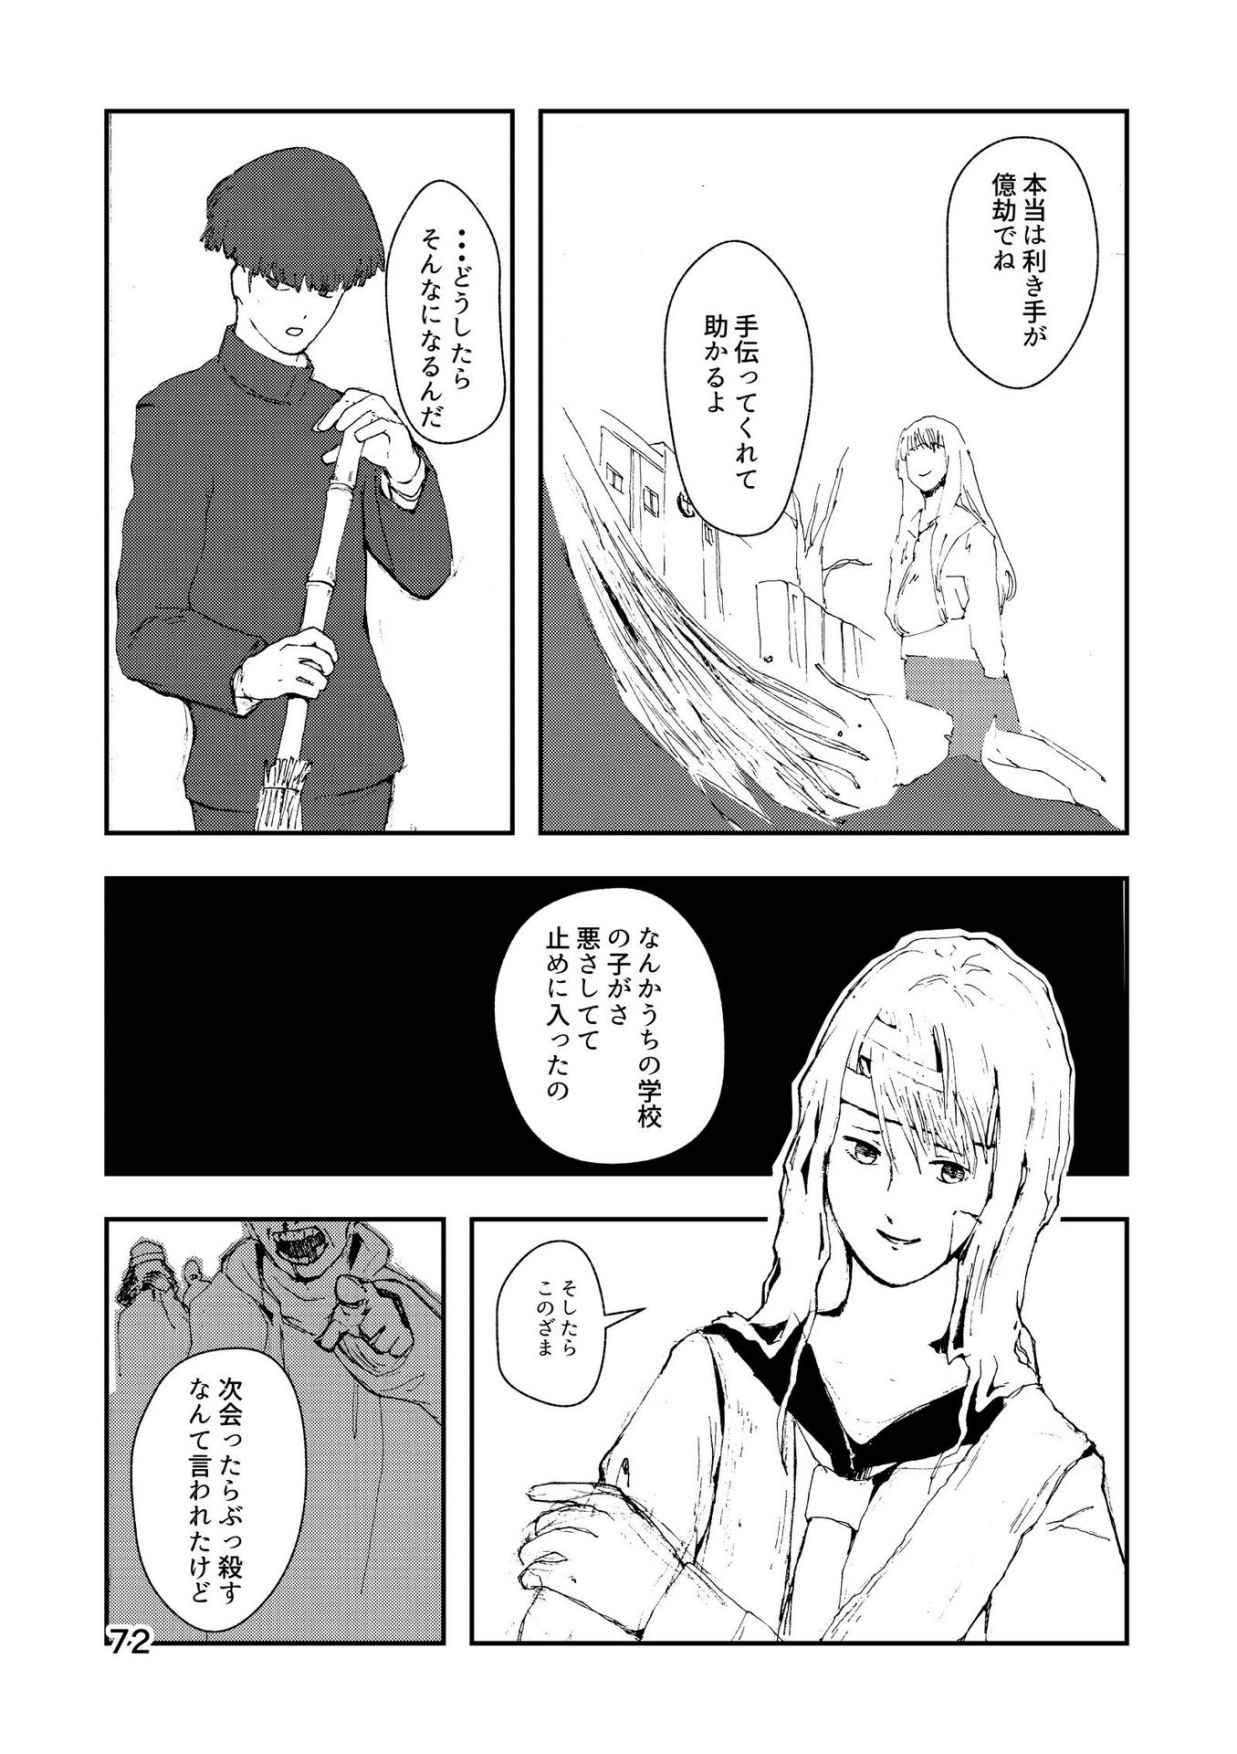 本当は利き手が
億劫でね
手伝ってくれて
助かるよ
・・・どうしたら
そんなになるんだ
なんかうちの学校
の子がさ
悪さしてて
止めに入ったの
そしたら
このざま
次会ったらぶっ殺す
なんて言われたけど
72